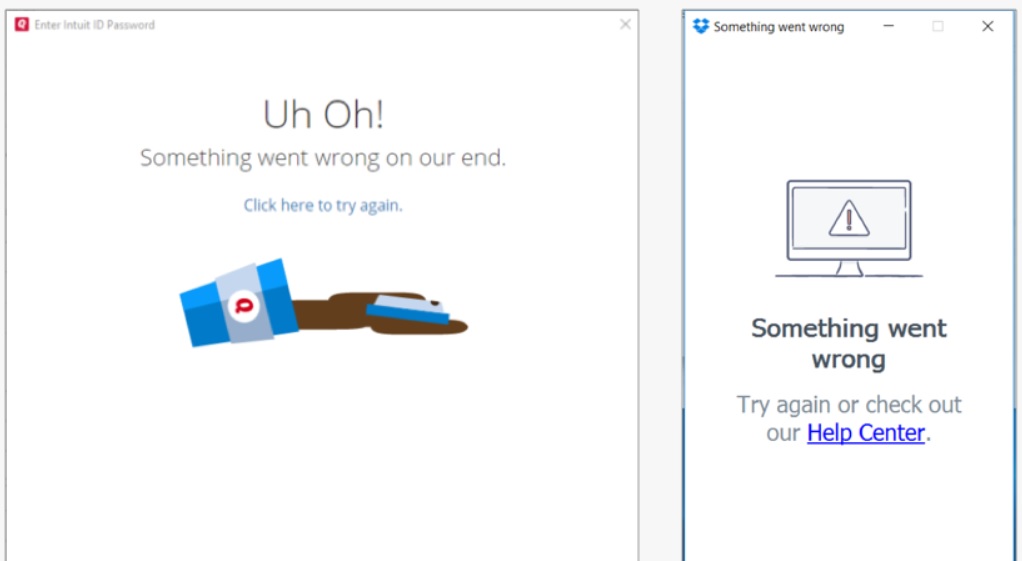 Enter Intuit ID Password
Uh Oh!
Something went wrong on our end.
Click here to try again.
Something went wrong
Something went
wrong
Try again or check out
our Help Center.